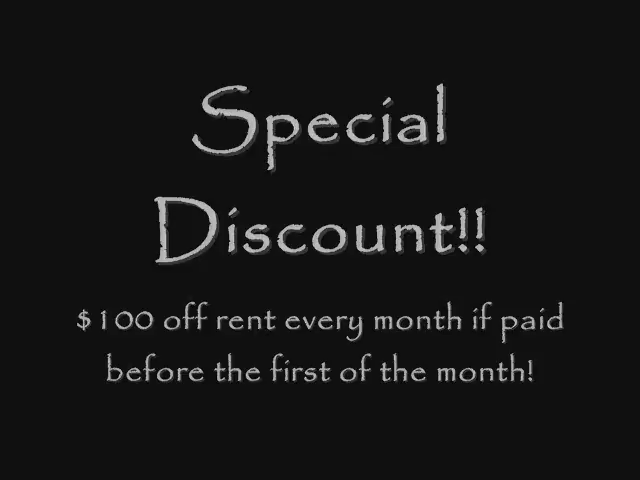 Special
Discount!!
$100 off rent every month if paid
before the first of the month!